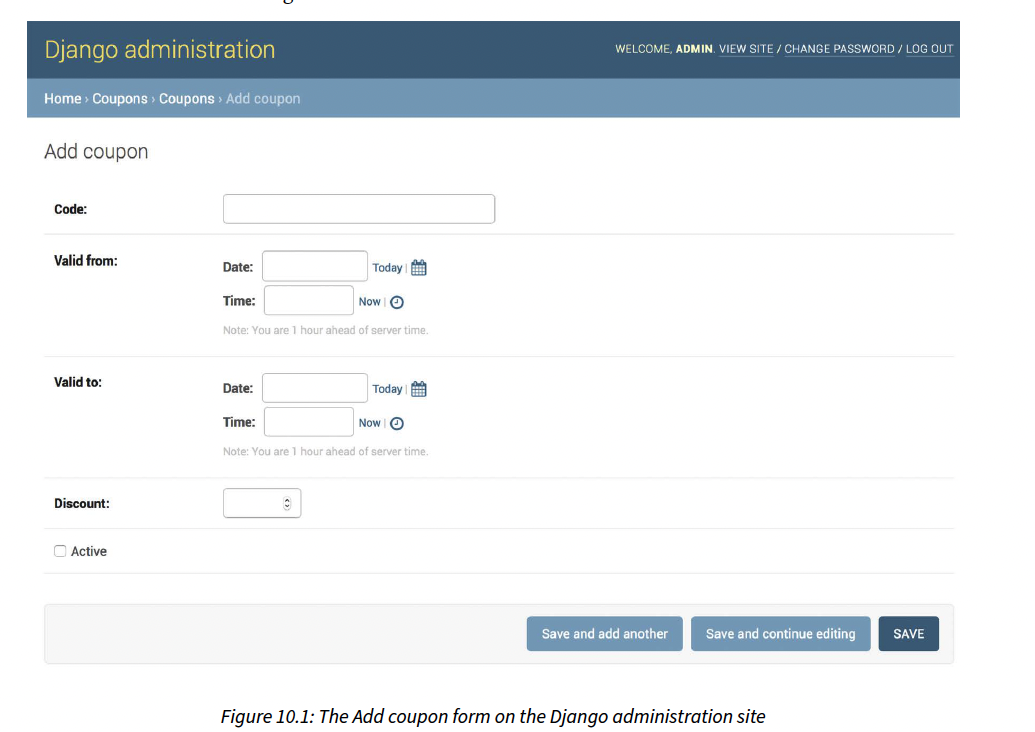 Django administration
WELCOME, ADMIN. VIEW SITE / CHANGE PASSWORD / LOG OUT
Home › Coupons › Coupons › Add coupon
Add coupon
Code:
Valid from:
Date: Today |
Time: Now |
Note: You are 1 hour ahead of server time.
Valid to:
Date: Today |
Time: Now |
Note: You are 1 hour ahead of server time.
Discount:
Active
Save and add another Save and continue editing SAVE
Figure 10.1: The Add coupon form on the Django administration site